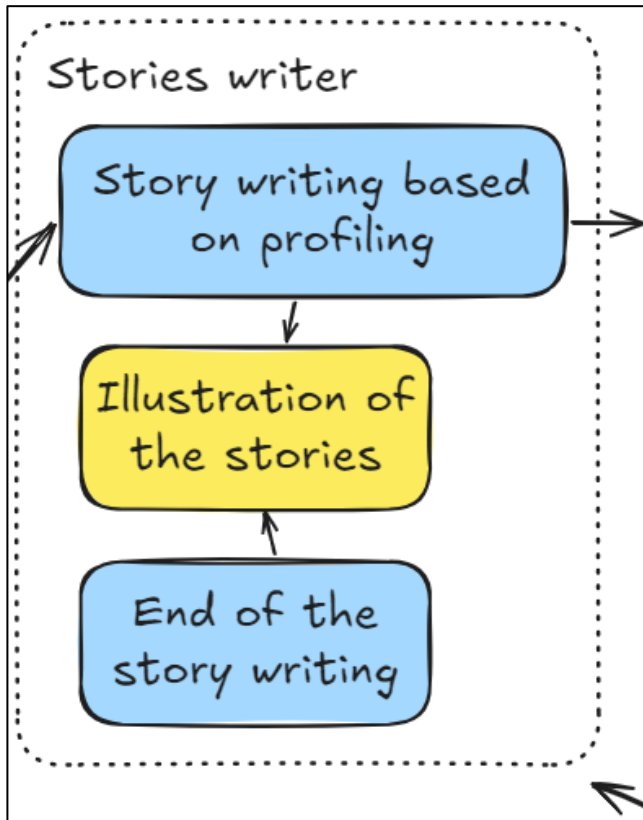 Stories writer
Story writing based
on profiling
Illustration of
the stories
End of the
story writing